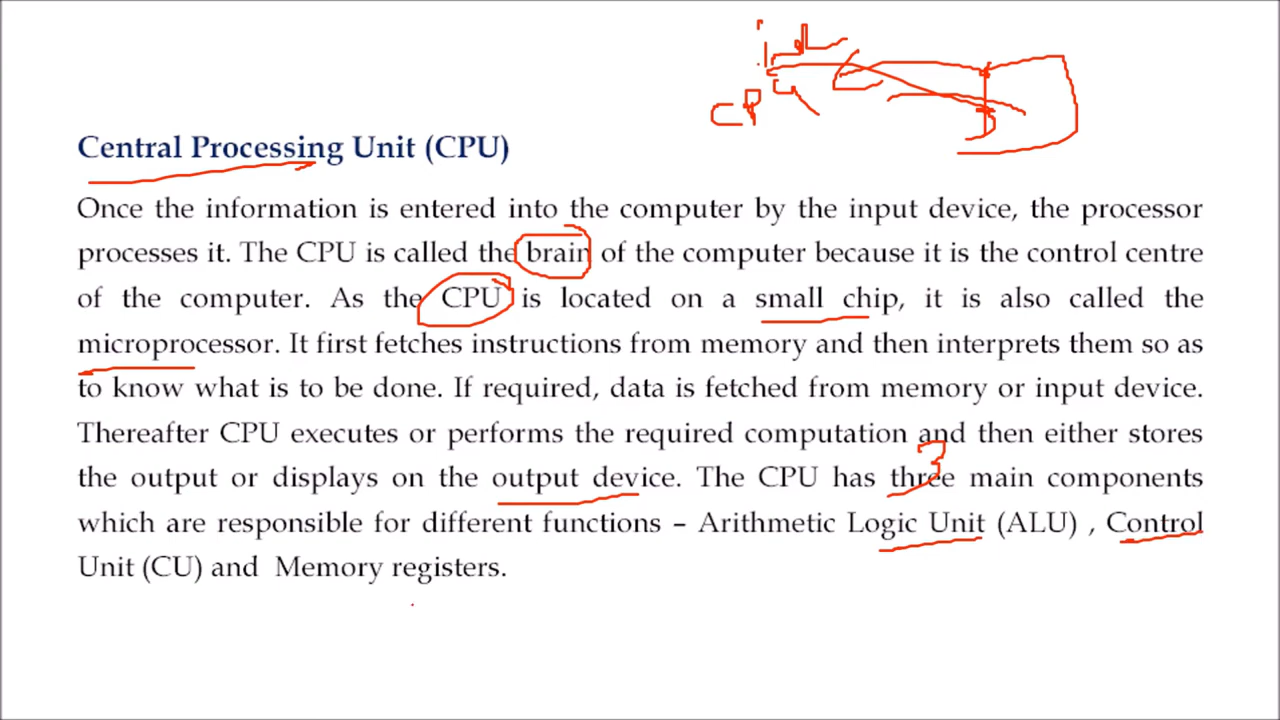 CP
Central Processing Unit (CPU)
Once the information is entered into the computer by the input device, the processor
processes it. The CPU is called the brain of the computer because it is the control centre
of the computer. As the CPU is located on a small chip, it is also called the
microprocessor. It first fetches instructions from memory and then interprets them so as
to know what is to be done. If required, data is fetched from memory or input device.
Thereafter CPU executes or performs the required computation and then either stores
3
the output or displays on the output device. The CPU has three main components
which are responsible for different functions – Arithmetic Logic Unit (ALU) , Control
Unit (CU) and Memory registers.